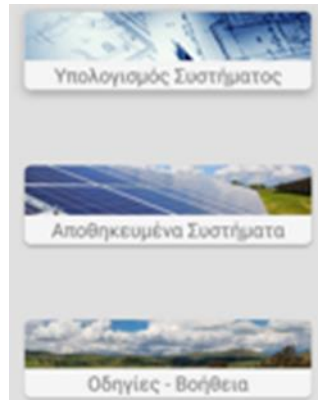 Υπολογισμός Συστήματος
Αποθηκευμένα Συστήματα
Οδηγίες - Βοήθεια